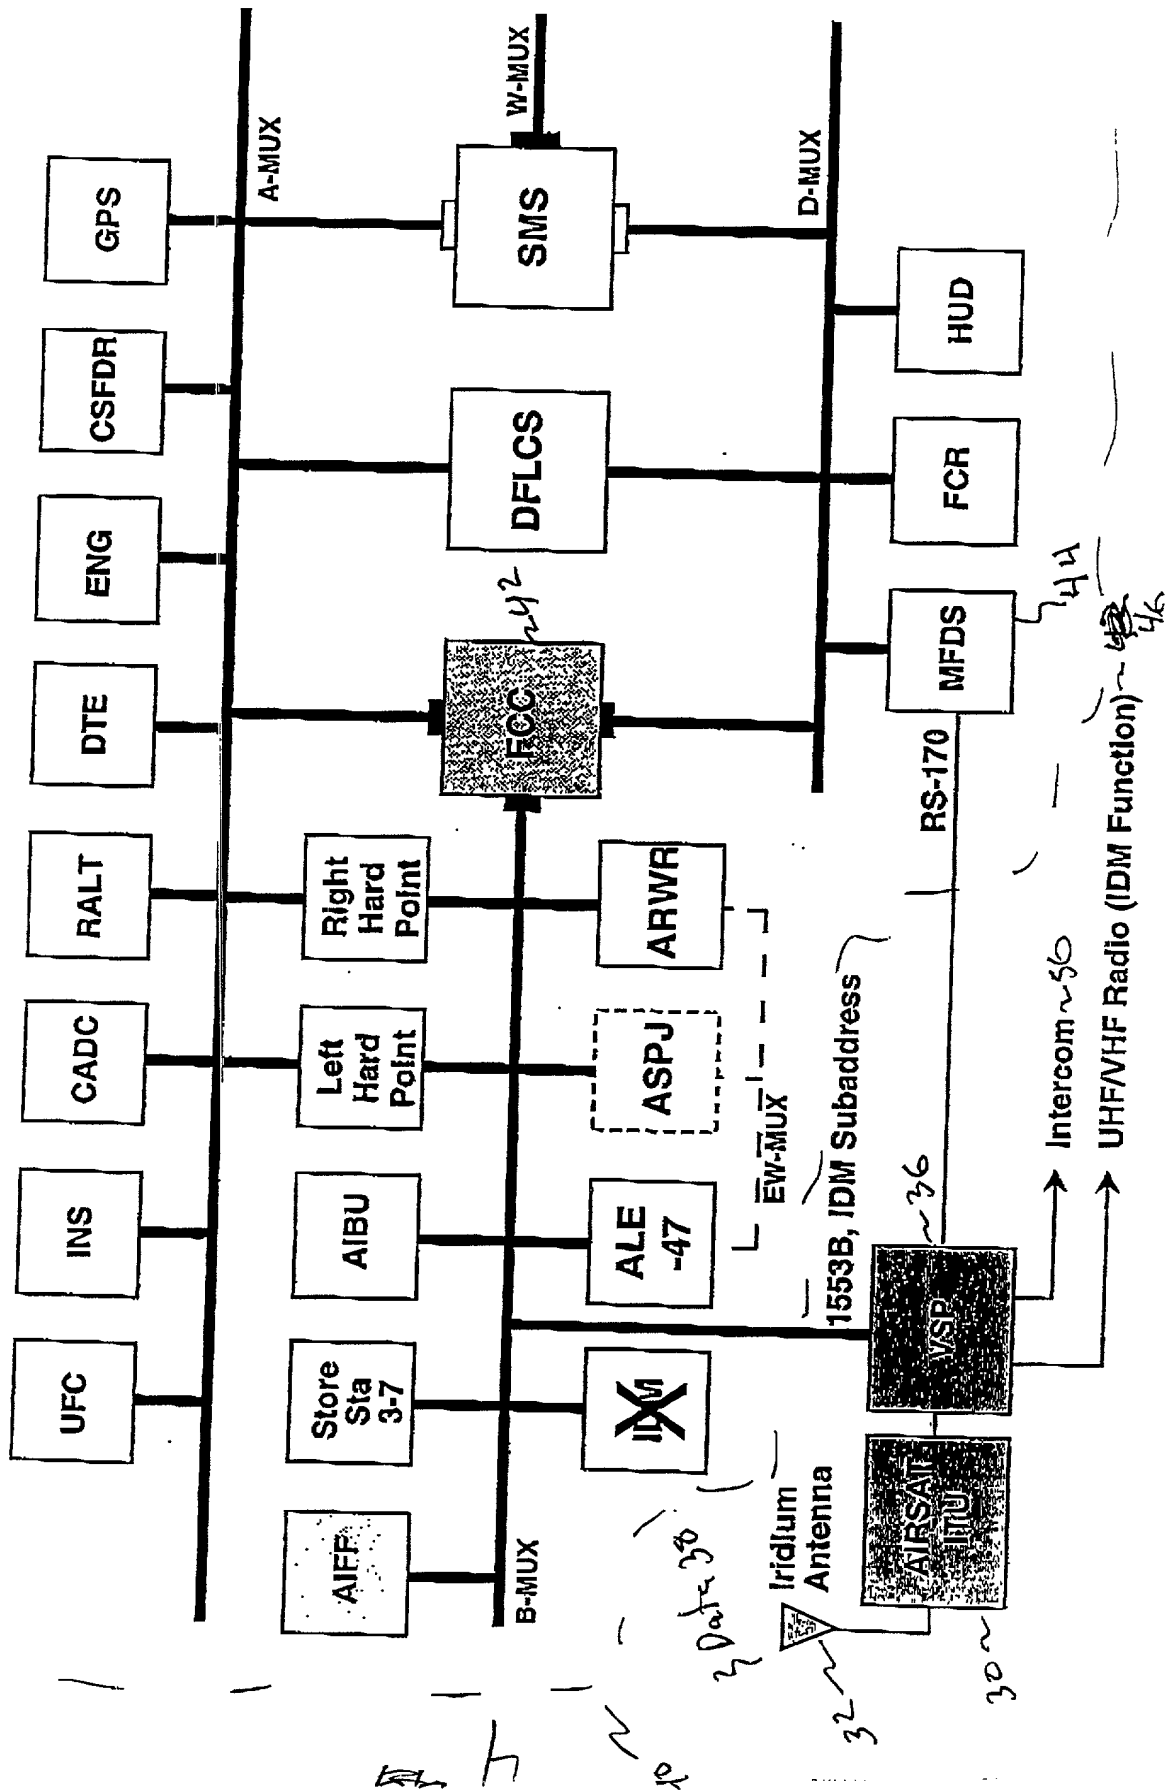 UFC
INS
CADC
RALT
DTE
ENG
CSFDR
GPS
A-MUX
AIFF
Store
Sta
3-7
AIBU
Left
Hard
Point
Right
Hard
Point
FCC
~42
DFLCS
SMS
W-MUX
B-MUX
IDM
ALE
-47
ASPJ
ARWR
EW-MUX
D-MUX
Data 38
Iridium
Antenna
32
1553B, IDM Subaddress
RS-170
MFDS
44
FCR
HUD
AIRSAT
ITU
30~
VSP
~36
Intercom~56
UHF/VHF Radio (IDM Function)~
46